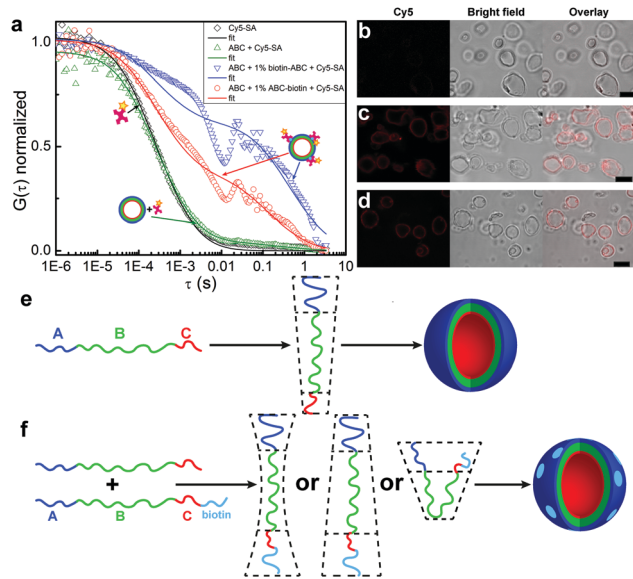 a
G(τ) normalized
1.0
0.5
0.0
Cy5-SA
fit
ABC + Cy5-SA
fit
ABC + 1% biotin-ABC + Cy5-SA
fit
ABC + 1% ABC-biotin + Cy5-SA
fit
+
1E-6 1E-5 1E-4 1E-3 0.01 0.1 1 10
τ (s)
Cy5 Bright field Overlay
b
c
d
e
A B C
f
+
A B C
biotin
or or